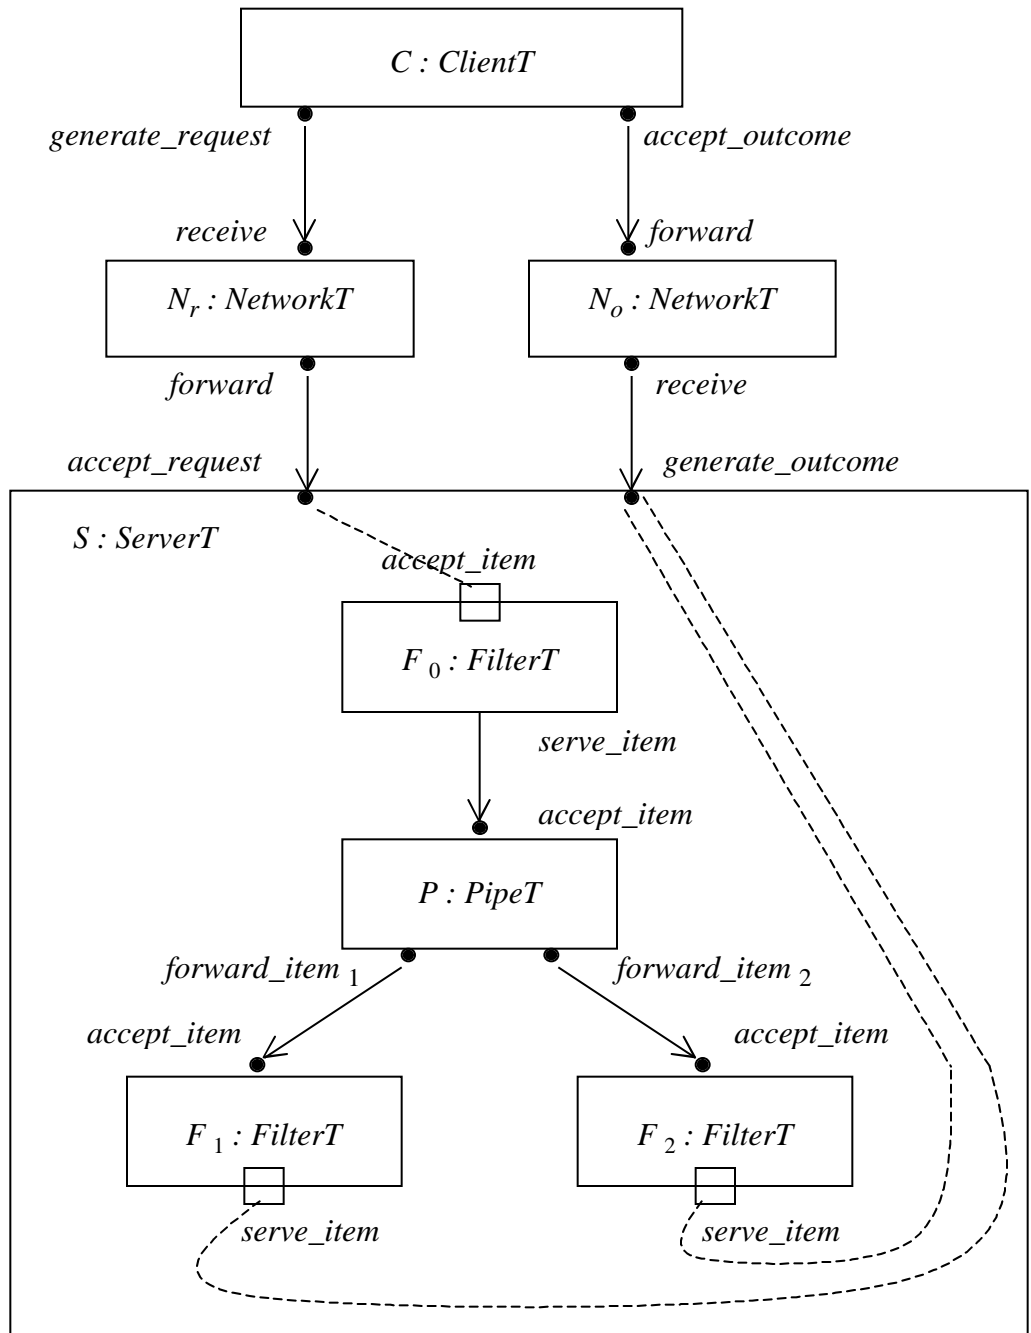 C : ClientT
generate_request
accept_outcome
receive
forward
N_r : NetworkT
N_o : NetworkT
forward
receive
accept_request
generate_outcome
S : ServerT
accept_item
F_0 : FilterT
serve_item
accept_item
P : PipeT
forward_item_1
forward_item_2
accept_item
accept_item
F_1 : FilterT
F_2 : FilterT
serve_item
serve_item